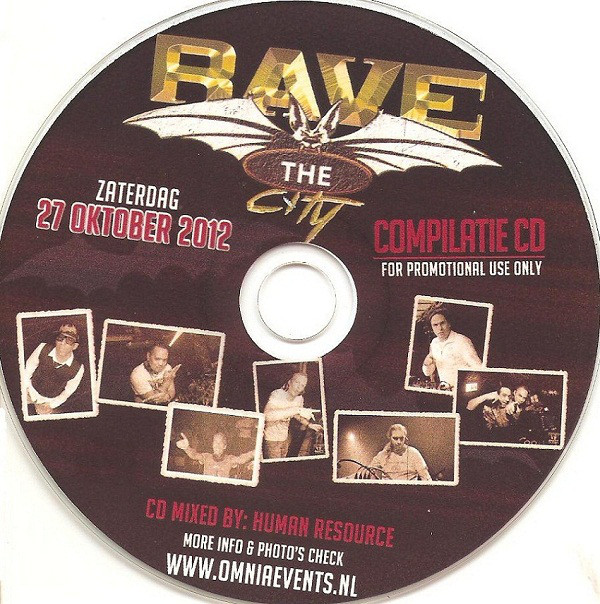 RAVE
THE
CITY
ZATERDAG
27 OKTOBER 2012
COMPILATIE CD
FOR PROMOTIONAL USE ONLY
CD MIXED BY: HUMAN RESOURCE
MORE INFO & PHOTO'S CHECK
WWW.OMNIAEVENTS.NL